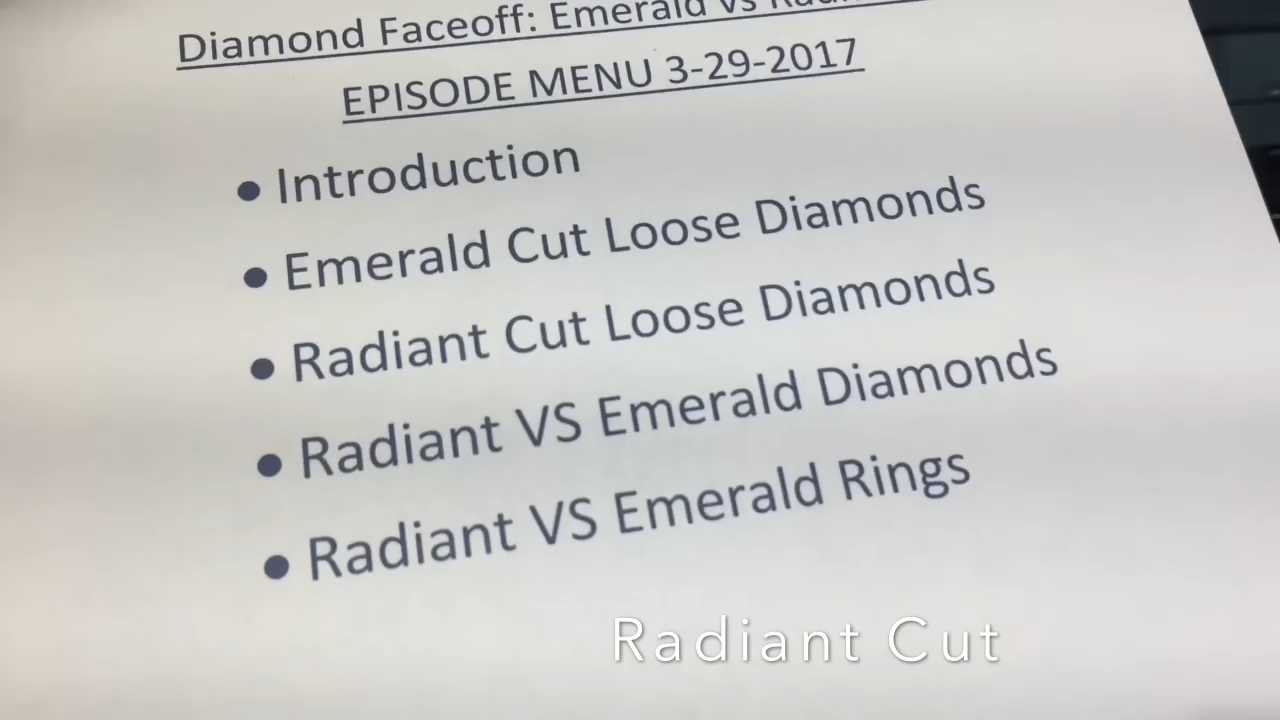 Diamond Faceoff: Emerald vs
EPISODE MENU 3-29-2017
• Introduction
• Emerald Cut Loose Diamonds
• Radiant Cut Loose Diamonds
• Radiant VS Emerald Diamonds
• Radiant VS Emerald Rings
Radiant Cut